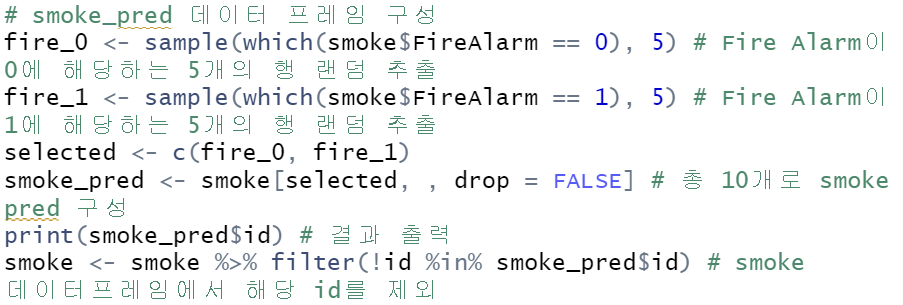 # smoke_pred 데이터 프레임 구성
fire_0 <- sample(which(smoke$FireAlarm == 0), 5) # Fire Alarm이
0에 해당하는 5개의 행 랜덤 추출
fire_1 <- sample(which(smoke$FireAlarm == 1), 5) # Fire Alarm이
1에 해당하는 5개의 행 랜덤 추출
selected <- c(fire_0, fire_1)
smoke_pred <- smoke[selected, , drop = FALSE] # 총 10개로 smoke
pred 구성
print(smoke_pred$id) # 결과 출력
smoke <- smoke %>% filter(!id %in% smoke_pred$id) # smoke
데이터프레임에서 해당 id를 제외